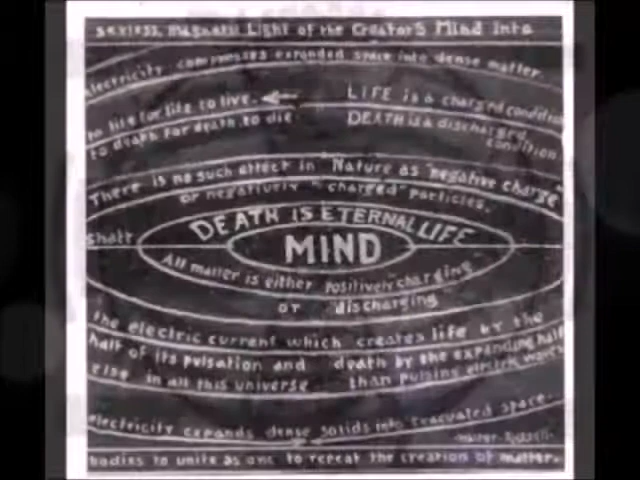 sexless, magnetic Light of the Creator's Mind Into
electricity compresses expanded space into dense matter.
to life for life to live. LIFE is a charged condition
to death for death to die DEATH is a discharged condition
There is no such effect in Nature as "negative charge"
or negatively "charged" particles.
DEATH IS ETERNAL LIFE
shaft
MIND
All matter is either positively charging
or discharging
the electric current which creates life by the
half of its pulsation and death by the expanding half
else in all this universe than pulsing electric waves
electricity expands dense solids into evacuated space.
bodies to unite as one to repeat the creation of matter.